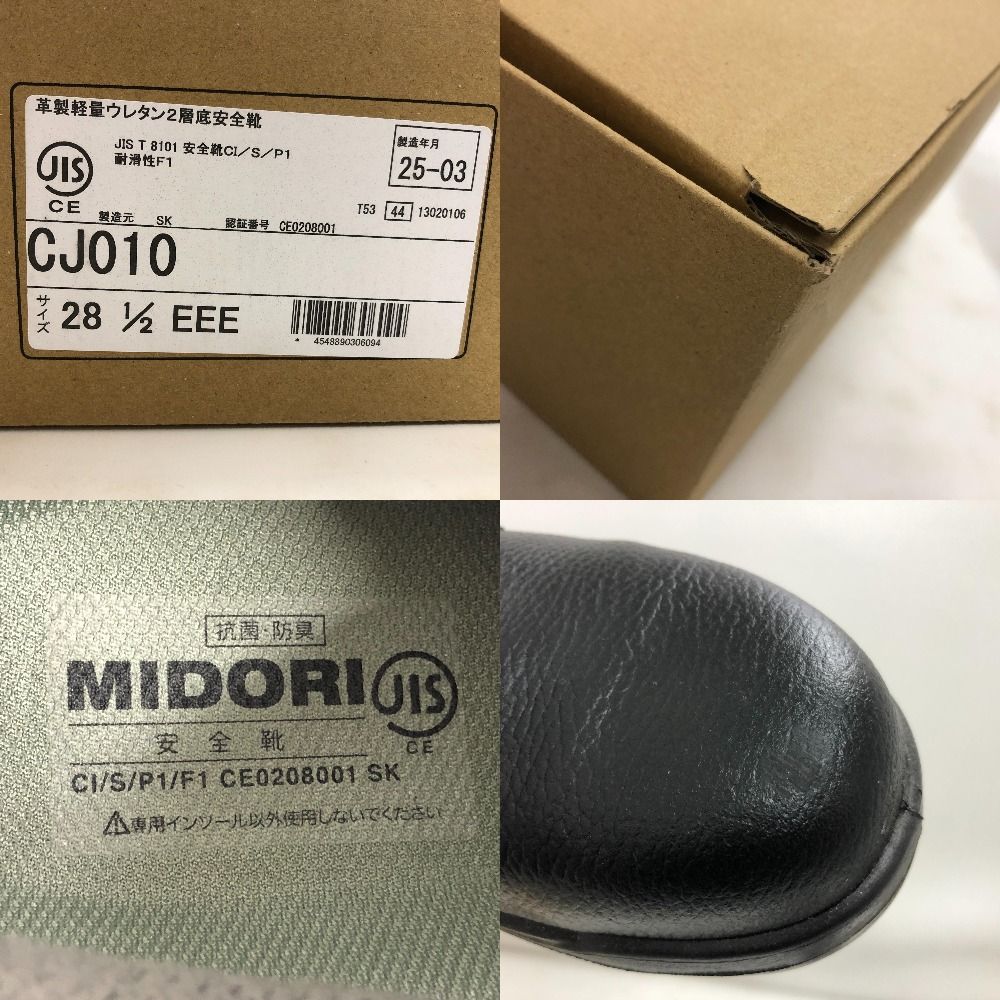 革製軽量ウレタン2層底安全靴
JIS
CE
JIS T 8101 安全靴CI/S/P1
耐滑性F1
製造年月
25-03
T53 44 13020106
製造元 SK 認証番号 CE0208001
CJ010
サイズ 28 ½ EEE
* 4548890306094
抗菌・防臭
MIDORI
JIS
CE
安全靴
CI/S/P1/F1 CE0208001 SK
専用インソール以外使用しないでください